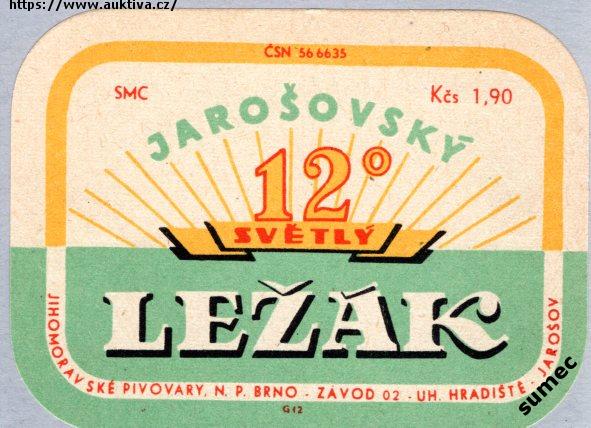 https://www.auktiva.cz/
ČSN 56 6635
SMC
Kčs 1,90
JAROŠOVSKÝ
12°
SVĚTLÝ
LEŽÁK
JIHOMORAVSKÉ PIVOVARY, N. P. BRNO - ZÁVOD 02 - UH. HRADIŠTĚ - JAROŠOV
G 12
sumec